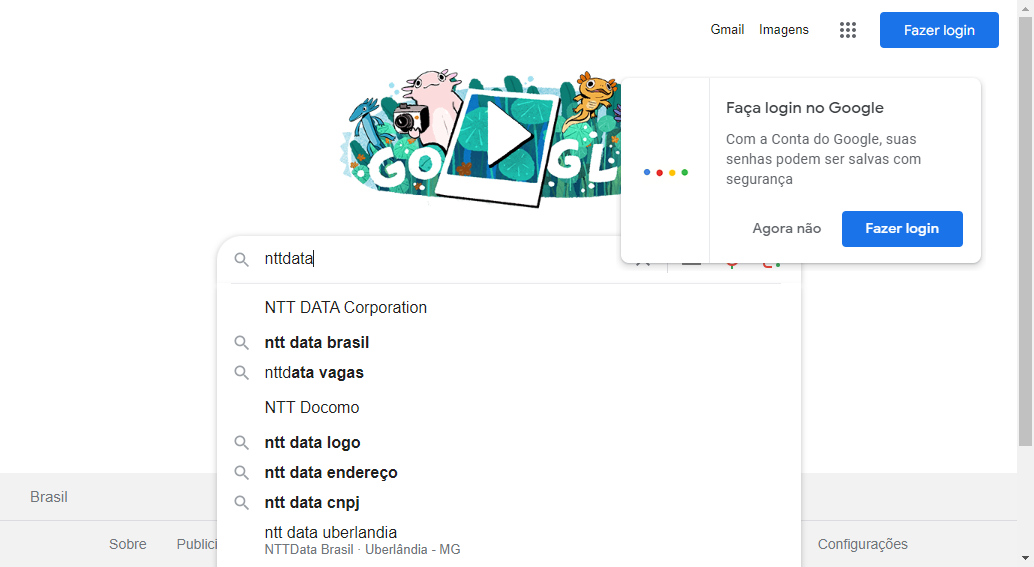 Gmail Imagens Fazer login
GOOGL
Faça login no Google
Com a Conta do Google, suas
senhas podem ser salvas com
segurança
Agora não Fazer login
nttdata
NTT DATA Corporation
ntt data brasil
nttdata vagas
NTT Docomo
ntt data logo
ntt data endereço
ntt data cnpj
ntt data uberlandia
NTTData Brasil · Uberlândia - MG
Brasil
Sobre Publici Configurações